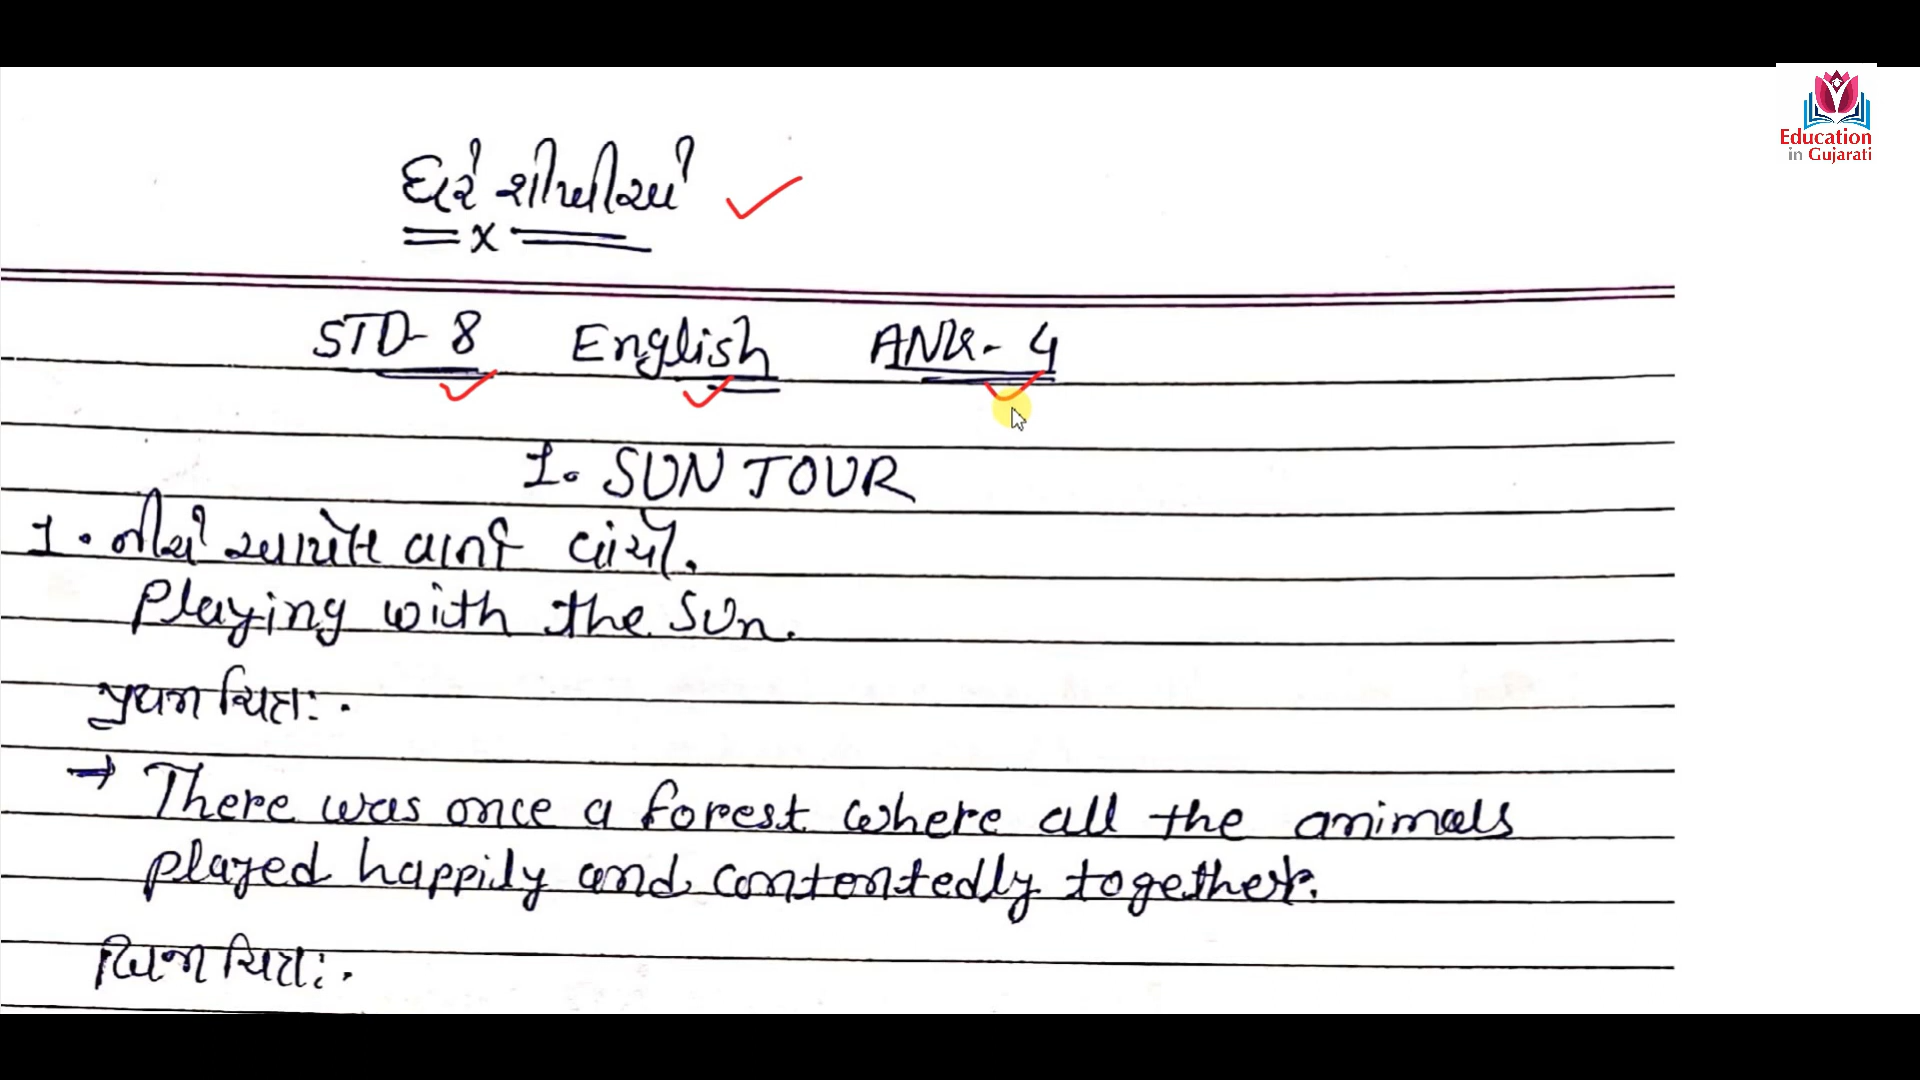 Education
in Gujarati
ઘરે શીખીએ
x
STD- 8 English ANK- 4
1. SUN TOUR
1. નીચે આપેલ વાર્તા વાંચો.
Playing with the Sun.
પ્રથમ ચિત્ર:.
→ There was once a forest where all the animals
played happily and contontedly together.
બિજા ચિત્ર:.